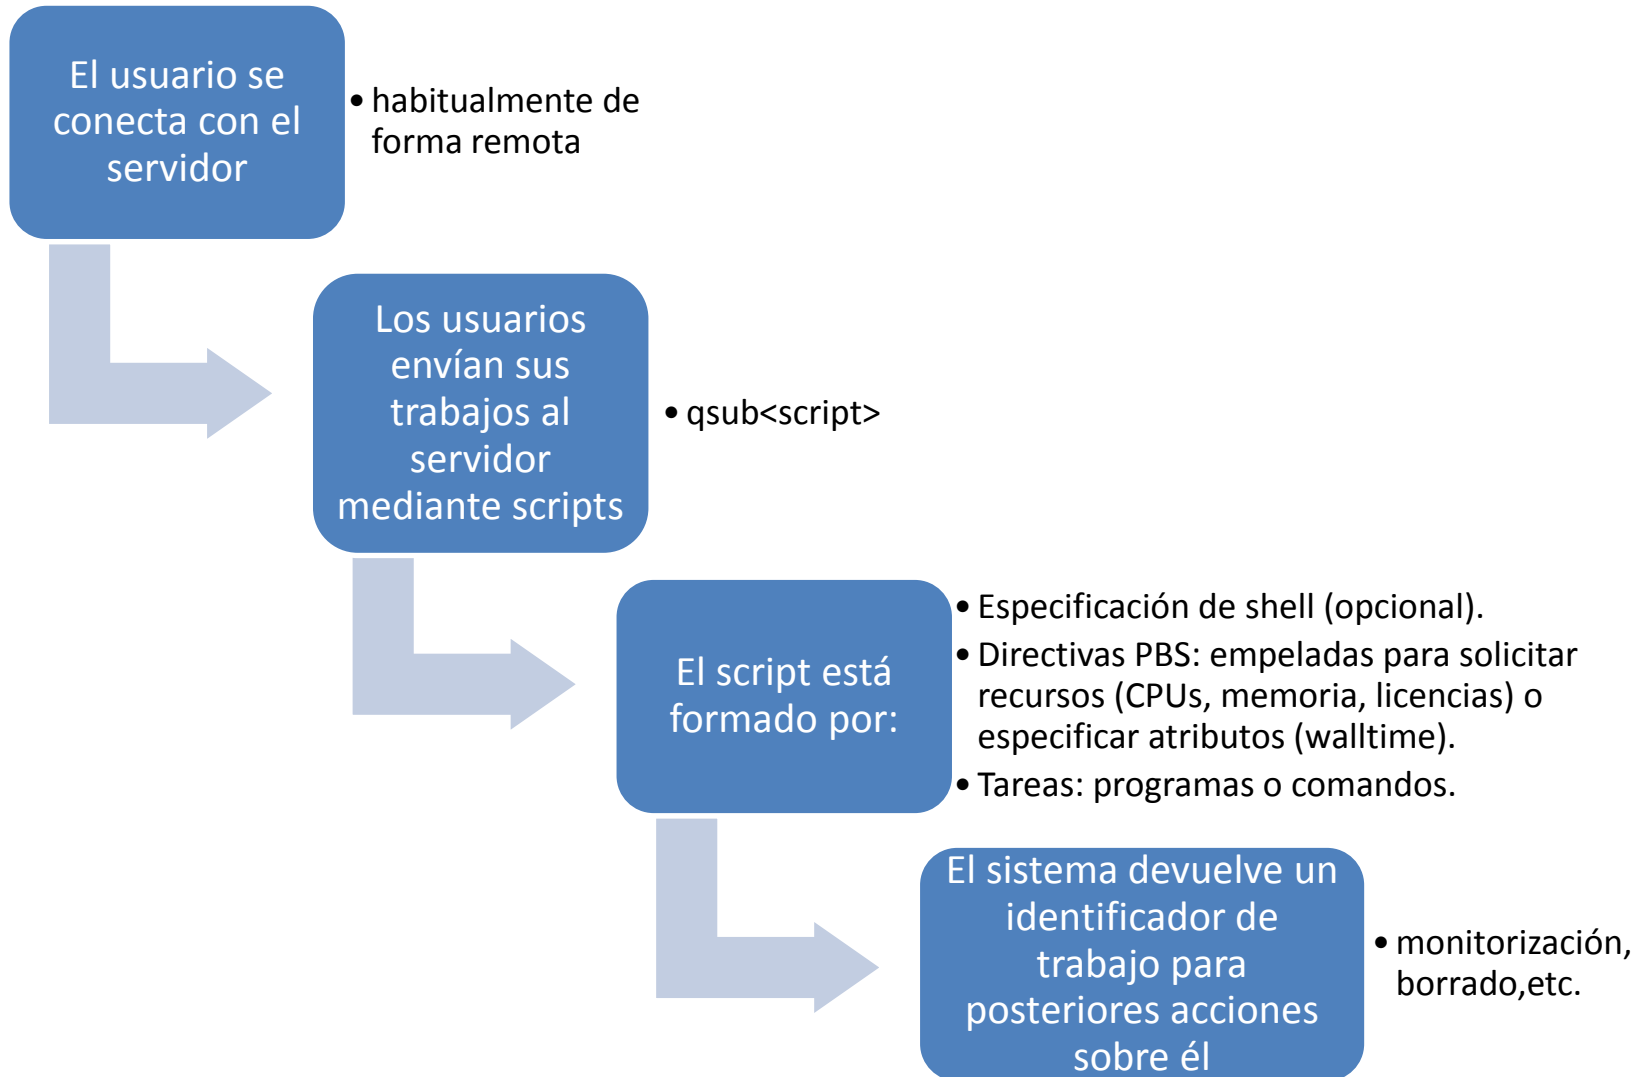 El usuario se
conecta con el
servidor
• habitualmente de
forma remota
Los usuarios
envían sus
trabajos al
servidor
mediante scripts
• qsub<script>
El script está
formado por:
• Especificación de shell (opcional).
• Directivas PBS: empeladas para solicitar
recursos (CPUs, memoria, licencias) o
especificar atributos (walltime).
• Tareas: programas o comandos.
El sistema devuelve un
identificador de
trabajo para
posteriores acciones
sobre él
• monitorización,
borrado,etc.